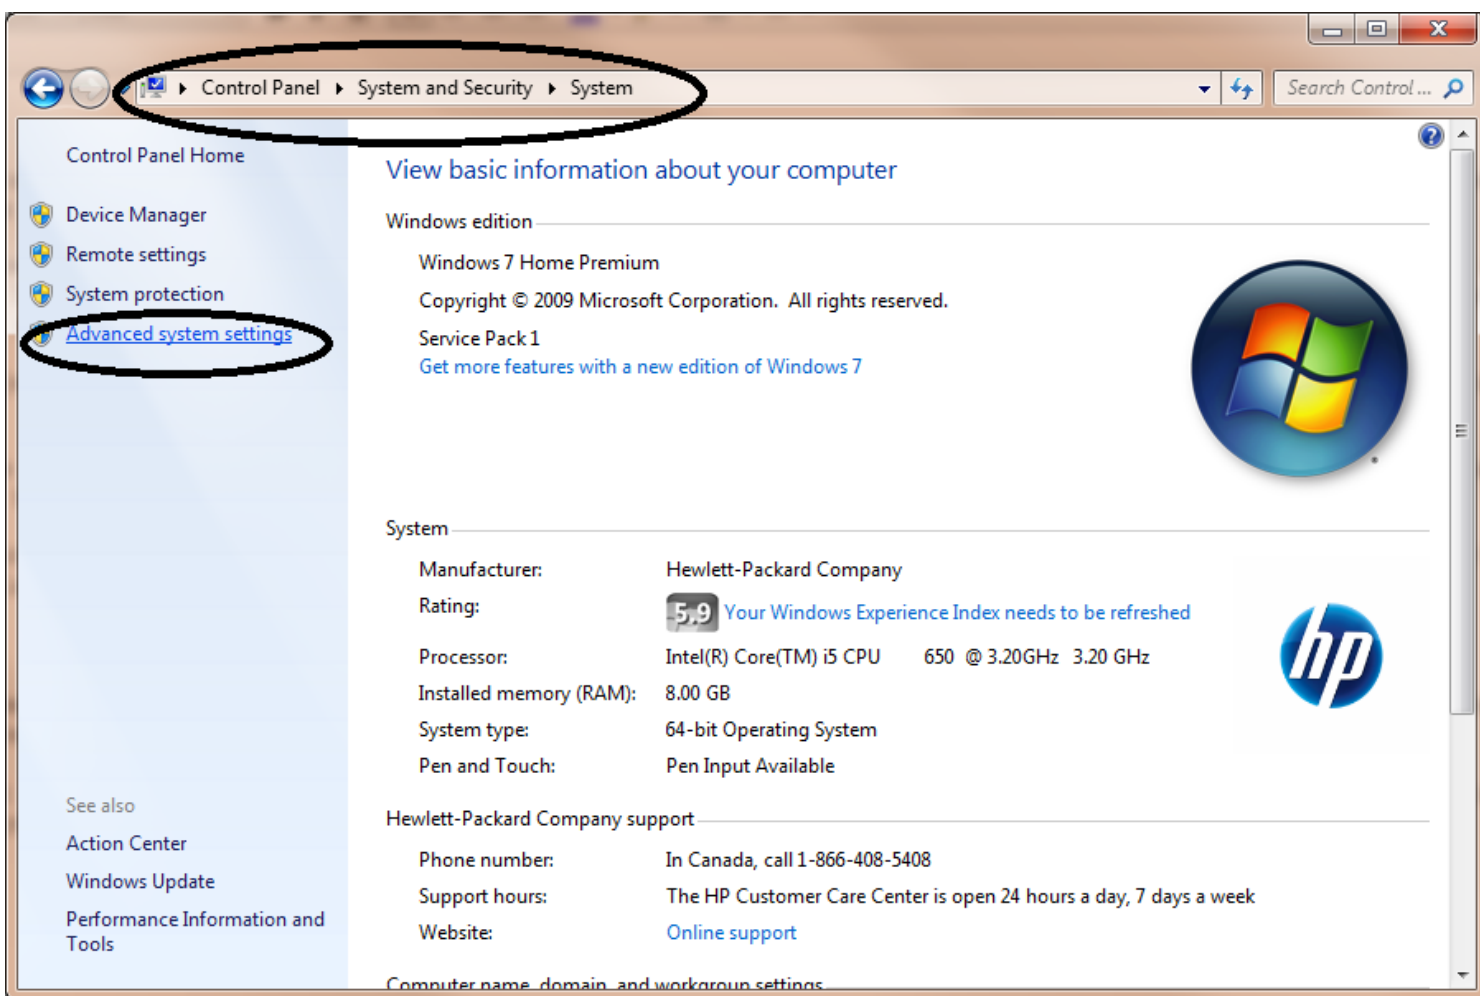 Control Panel ▸ System and Security ▸ System
Search Control ...
Control Panel Home
Device Manager
Remote settings
System protection
Advanced system settings
See also
Action Center
Windows Update
Performance Information and
Tools
View basic information about your computer
Windows edition
Windows 7 Home Premium
Copyright © 2009 Microsoft Corporation.  All rights reserved.
Service Pack 1
Get more features with a new edition of Windows 7
System
Manufacturer: Hewlett-Packard Company
Rating: 5.9 Your Windows Experience Index needs to be refreshed
Processor: Intel(R) Core(TM) i5 CPU 650 @ 3.20GHz 3.20 GHz
Installed memory (RAM): 8.00 GB
System type: 64-bit Operating System
Pen and Touch: Pen Input Available
hp
Hewlett-Packard Company support
Phone number: In Canada, call 1-866-408-5408
Support hours: The HP Customer Care Center is open 24 hours a day, 7 days a week
Website: Online support
Computer name, domain, and workgroup settings